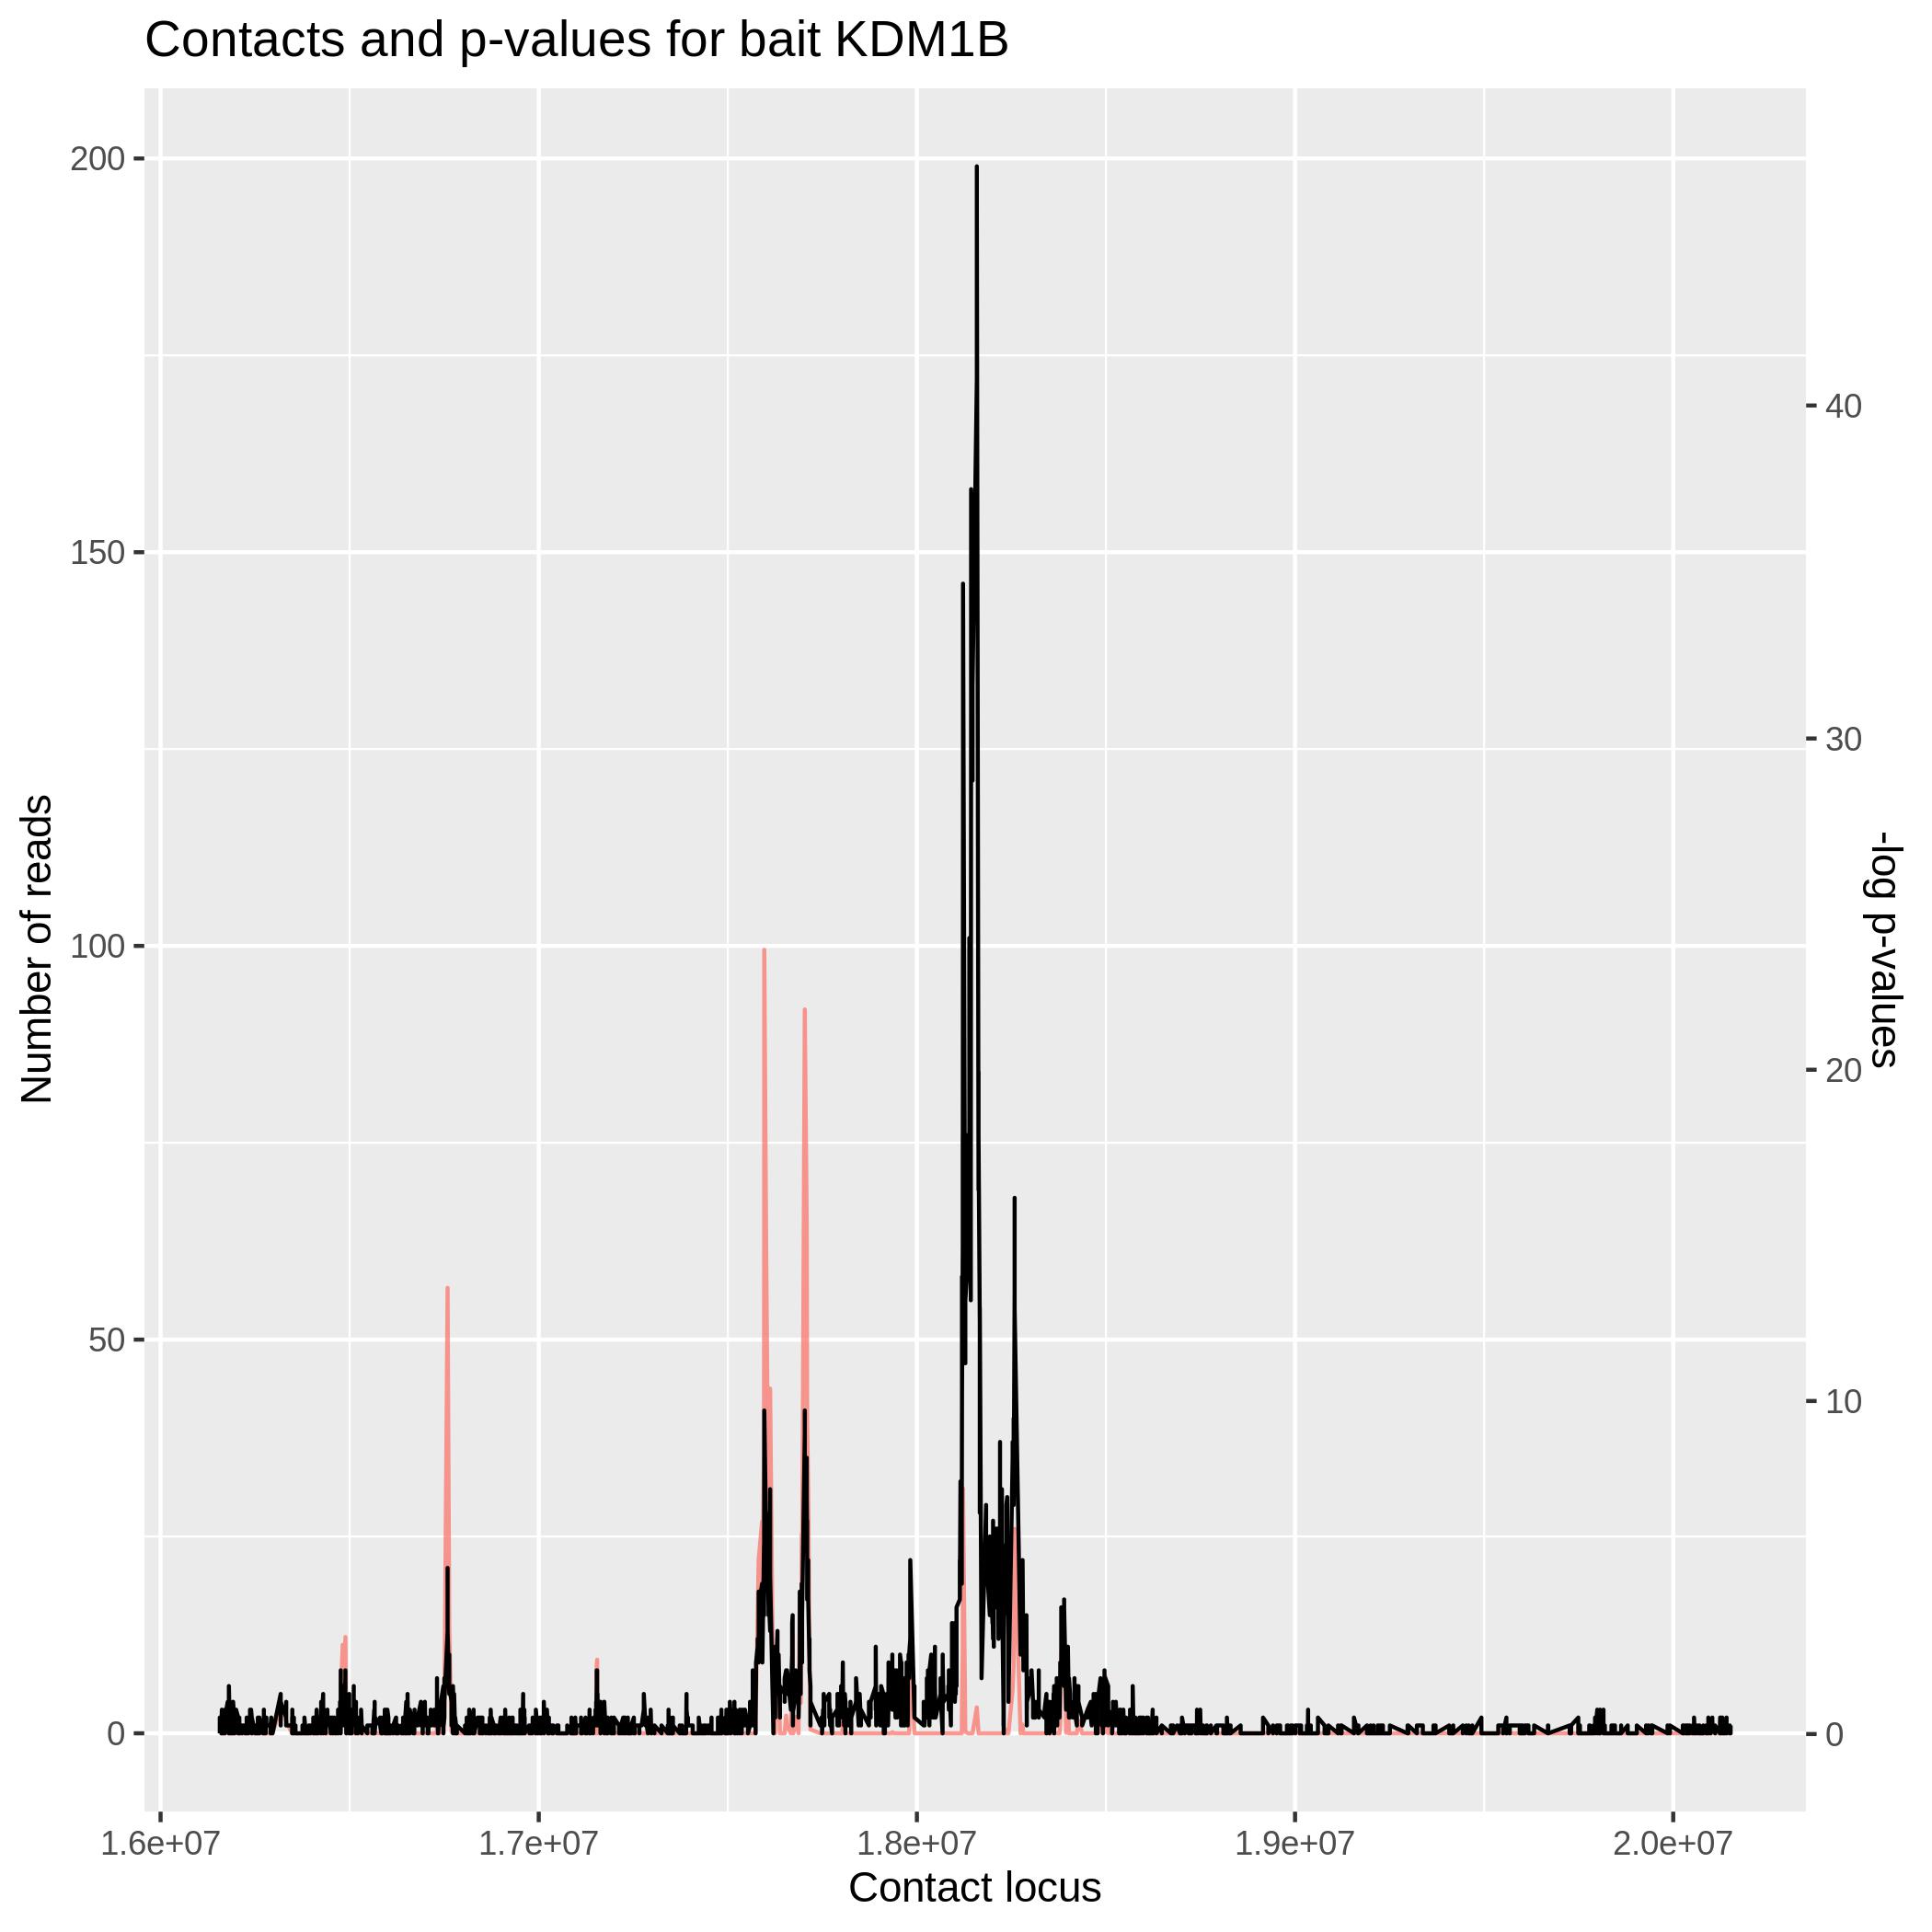 Contacts and p-values for bait KDM1B
200
150
100
50
0
Number of reads
40
30
20
10
0
-log p-values
1.6e+07
1.7e+07
1.8e+07
1.9e+07
2.0e+07
Contact locus